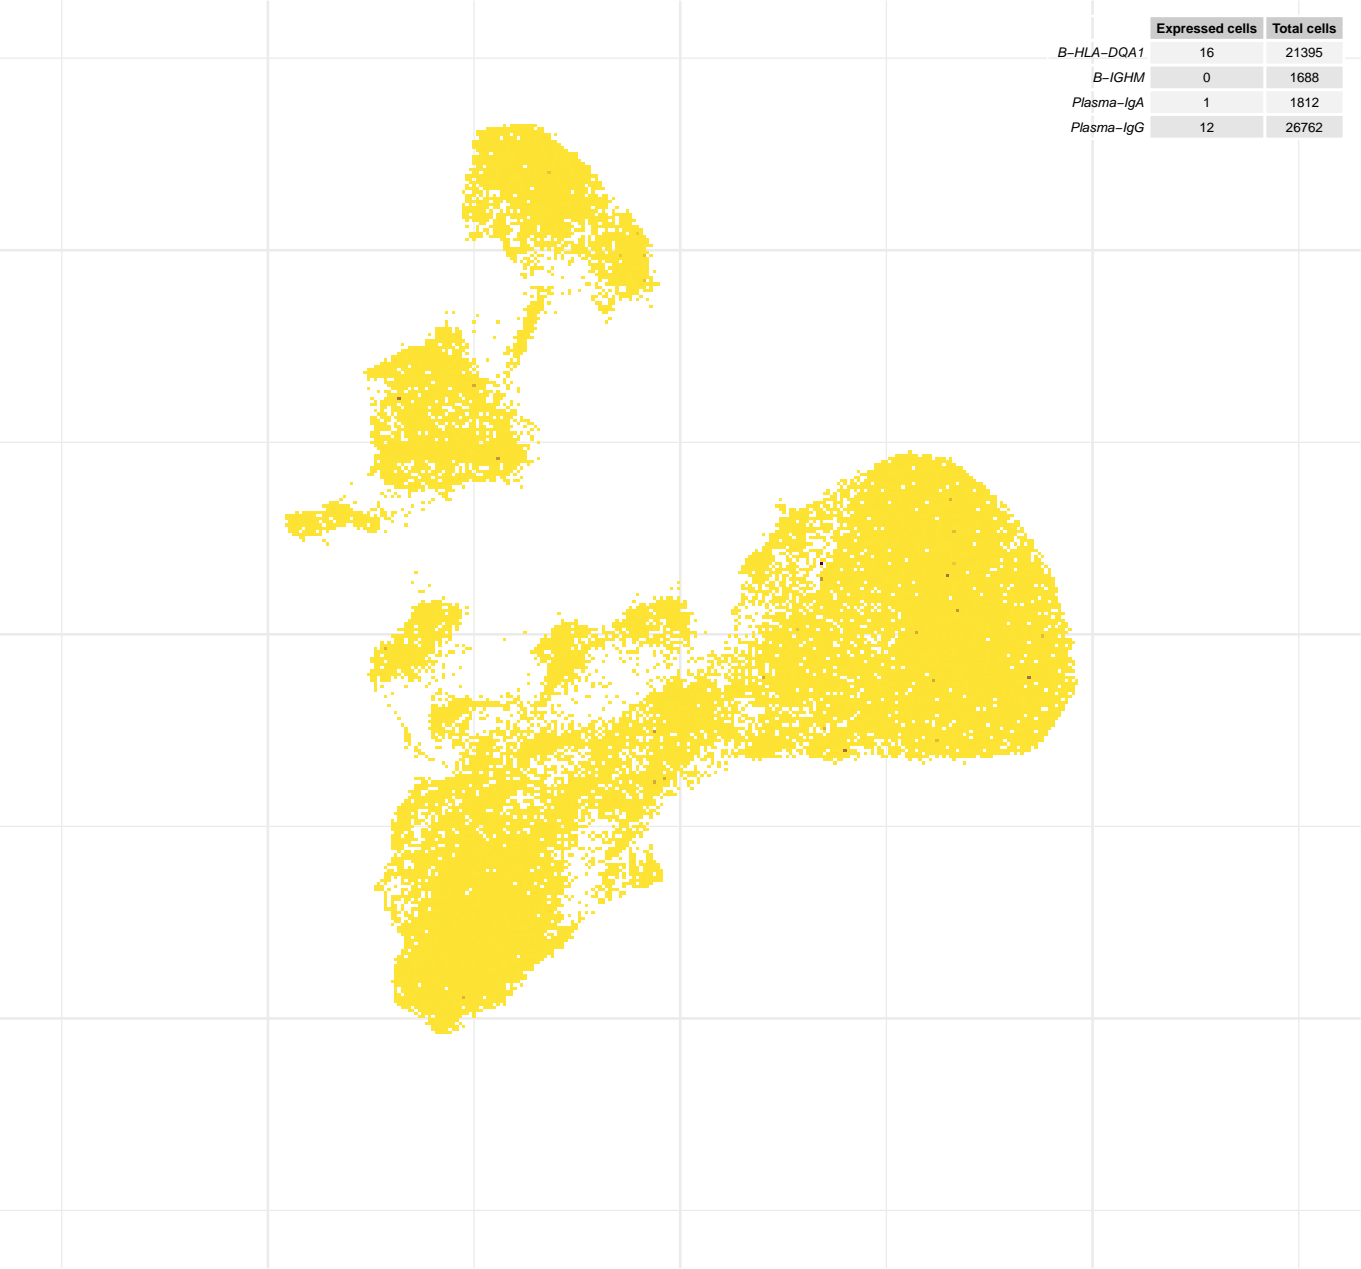 Expressed cells Total cells
B−HLA−DQA1 16 21395
B−IGHM 0 1688
Plasma−IgA 1 1812
Plasma−IgG 12 26762